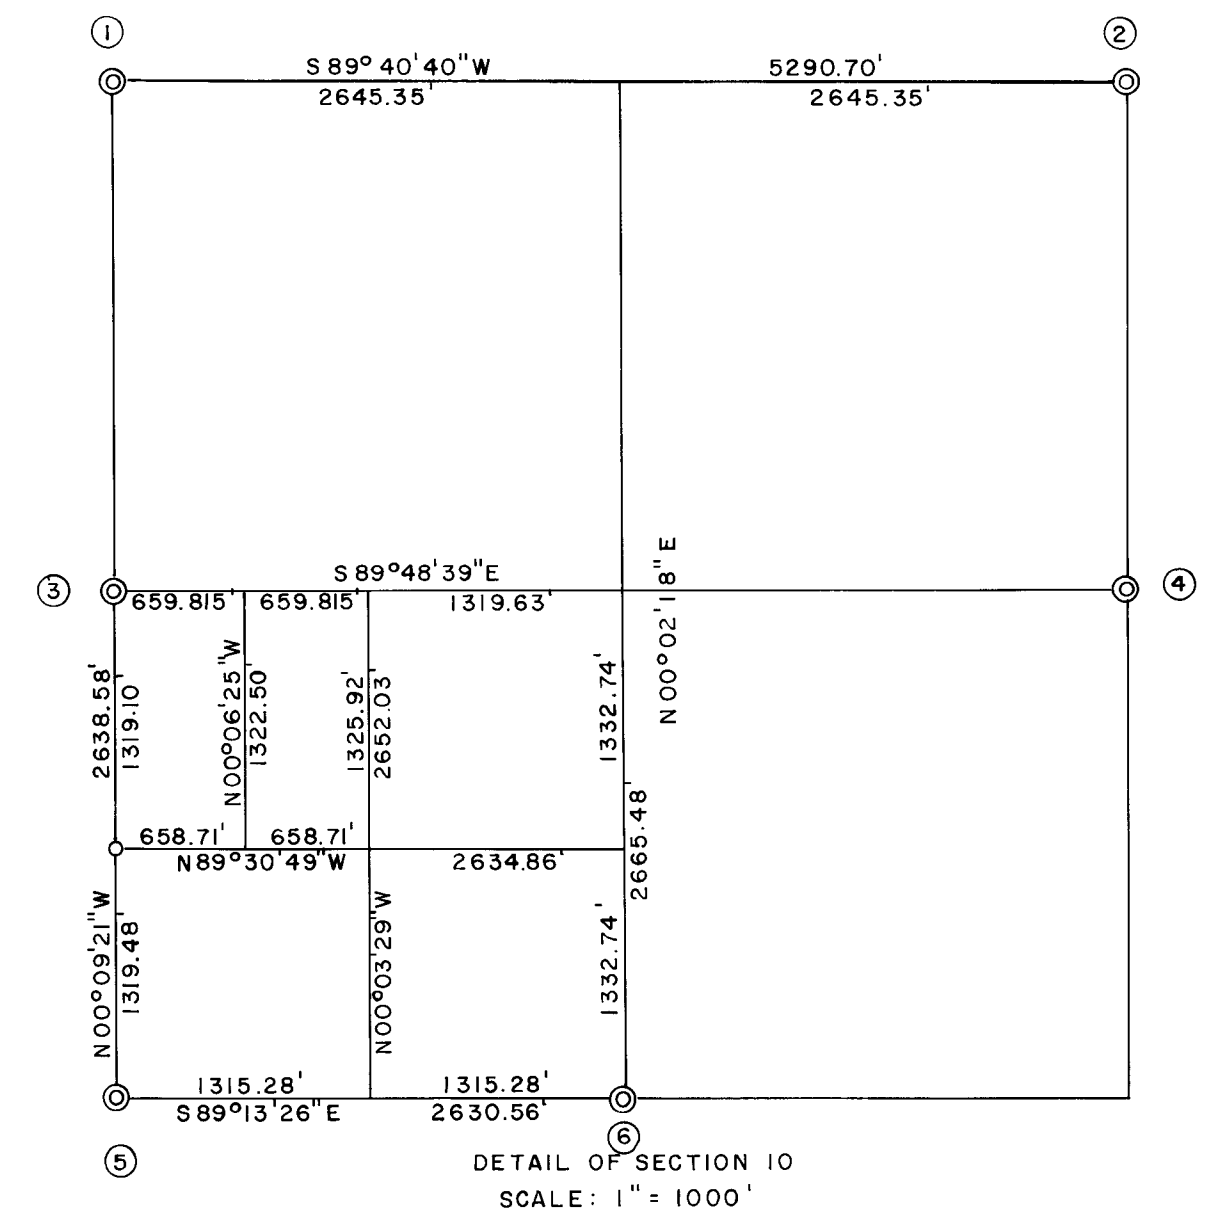 1
2
S 89° 40' 40" W
5290.70'
2645.35'
2645.35'
3
S 89° 48' 39" E
4
659.815'
659.815'
1319.63'
N 00° 02' 18" E
2638.58'
1319.10'
N 00° 06' 25" W
1322.50'
1325.92'
2652.03'
1332.74'
658.71'
658.71'
N 89° 30' 49" W
2634.86'
2665.48'
N 00° 09' 21" W
1319.48'
N 00° 03' 29" W
1332.74'
1315.28'
1315.28'
S 89° 13' 26" E
2630.56'
5
6
DETAIL OF SECTION 10
SCALE: 1" = 1000'